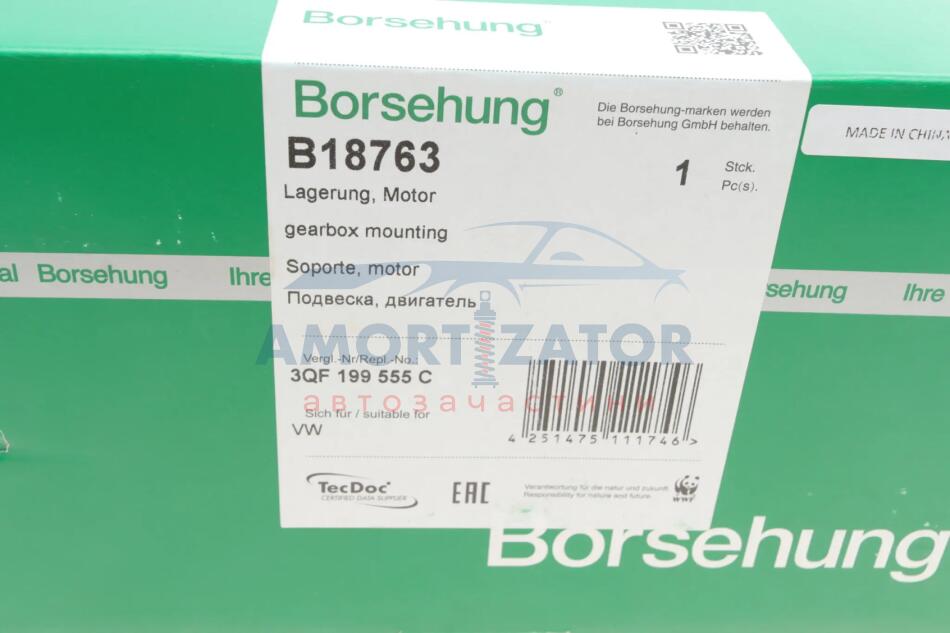 Borsehung
Borsehung®
Die Borsehung-marken werden
bei Borsehung GmbH behalten.
B18763
1 Stck.
Pc(s).
MADE IN CHINA
Lagerung, Motor
gearbox mounting
Soporte, motor
Подвеска, двигатель
al Borsehung Ihre
sehung Ihre
AMORTIZATOR
автозапчастини
Vergl.-Nr/Repl.-No.:
3QF 199 555 C
Sich für / suitable for
VW
4 251475 111746 >
TecDoc®
CERTIFIED DATA SUPPLIER
EAC
Verantwortung für die natur und zukunft.
Responsibility for nature and future.
WWF
Borsehung